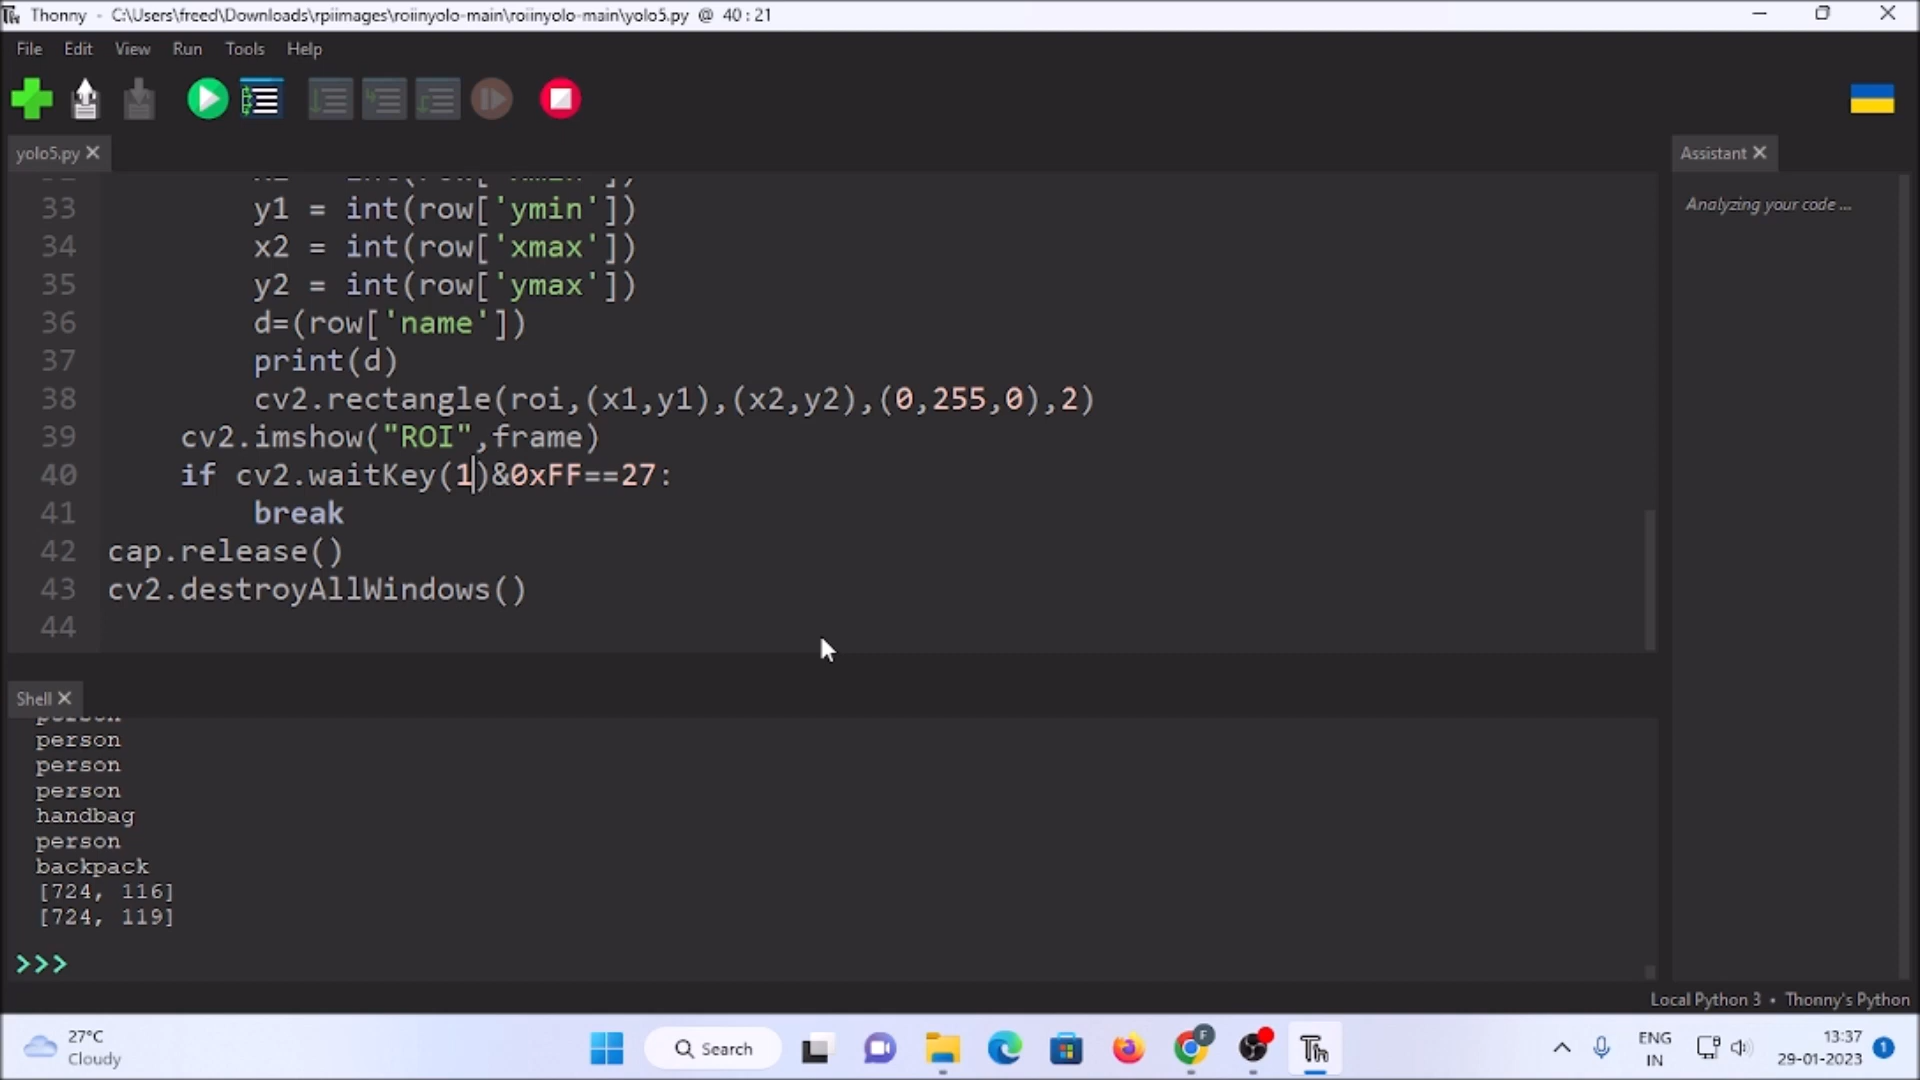 Thonny - C:\Users\freed\Downloads\rpiimages\roiinyolo-main\roiinyolo-main\yolo5.py @ 40 : 21
File Edit View Run Tools Help
yolo5.py
33 y1 = int(row['ymin'])
34 x2 = int(row['xmax'])
35 y2 = int(row['ymax'])
36 d=(row['name'])
37 print(d)
38 cv2.rectangle(roi,(x1,y1),(x2,y2),(0,255,0),2)
39 cv2.imshow("ROI",frame)
40 if cv2.waitKey(1)&0xFF==27:
41 break
42 cap.release()
43 cv2.destroyAllWindows()
44
Assistant
Analyzing your code ...
Shell
person
person
person
person
handbag
person
backpack
[724, 116]
[724, 119]
>>>
Local Python 3 • Thonny's Python
27°C
Cloudy
Search
F
Th
ENG
IN
13:37
29-01-2023
1